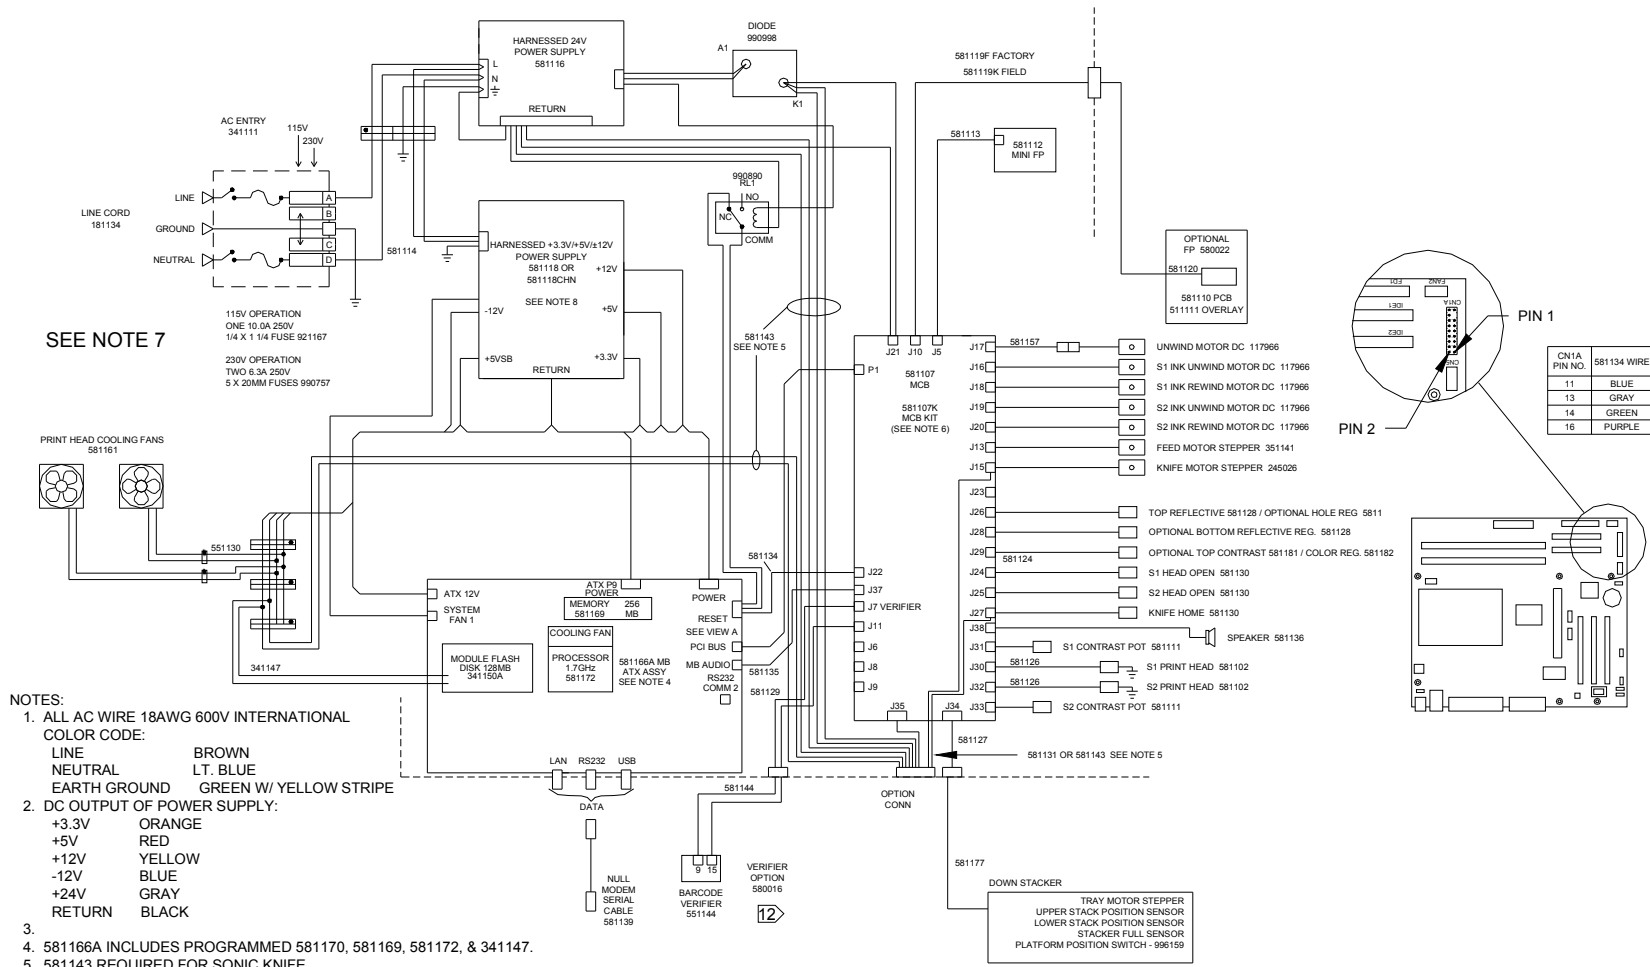 HARNESSED 24V
POWER SUPPLY
581116
L
N
RETURN
DIODE
990998
A1
K1
581119F FACTORY
581119K FIELD
AC ENTRY
341111
115V
230V
LINE
LINE CORD
181134
GROUND
NEUTRAL
A
B
C
D
581114
115V OPERATION
ONE 10.0A 250V
1/4 X 1 1/4 FUSE 921167
230V OPERATION
TWO 6.3A 250V
5 X 20MM FUSES 990757
SEE NOTE 7
581113
581112
MINI FP
990890
RL1
NO
NC
COMM
HARNESSED +3.3V/+5V/±12V
POWER SUPPLY
581118 OR
581118CHN
SEE NOTE 8
+12V
-12V
+5V
+5VSB
+3.3V
RETURN
581143
SEE NOTE 5
OPTIONAL
FP 580022
581120
581110 PCB
511111 OVERLAY
FD1
FAN2
IDE1
CN1A
IDE2
PIN 1
PIN 2
CN1A
PIN NO.
581134 WIRE
11 BLUE
13 GRAY
14 GREEN
16 PURPLE
J21 J10 J5
P1
581107
MCB
581107K
MCB KIT
(SEE NOTE 6)
J17 581157 UNWIND MOTOR DC 117966
J16 S1 INK UNWIND MOTOR DC 117966
J18 S1 INK REWIND MOTOR DC 117966
J19 S2 INK UNWIND MOTOR DC 117966
J20 S2 INK REWIND MOTOR DC 117966
J13 FEED MOTOR STEPPER 351141
J15 KNIFE MOTOR STEPPER 245026
J23
J26 TOP REFLECTIVE 581128 / OPTIONAL HOLE REG 5811
J28 OPTIONAL BOTTOM REFLECTIVE REG. 581128
J29 OPTIONAL TOP CONTRAST 581181 / COLOR REG. 581182
581124
J24 S1 HEAD OPEN 581130
J25 S2 HEAD OPEN 581130
J27 KNIFE HOME 581130
J38 SPEAKER 581136
J31 S1 CONTRAST POT 581111
J30 581126 S1 PRINT HEAD 581102
J32 581126 S2 PRINT HEAD 581102
J33 S2 CONTRAST POT 581111
J22
J37
J7 VERIFIER
J11
J6
J8
J9
J35 J34
PRINT HEAD COOLING FANS
581161
551130
341147
581134
ATX 12V
SYSTEM
FAN 1
ATX P9
POWER
POWER
MEMORY 256
581169 MB
RESET
SEE VIEW A
PCI BUS
MB AUDIO
RS232
COMM 2
COOLING FAN
PROCESSOR
1.7GHz
581172
581166A MB
ATX ASSY
SEE NOTE 4
MODULE FLASH
DISK 128MB
341150A
581135
581129
LAN RS232 USB
DATA
NULL
MODEM
SERIAL
CABLE
581139
581144
9 15
BARCODE
VERIFIER
551144
VERIFIER
OPTION
580016
12
581127
581131 OR 581143 SEE NOTE 5
OPTION
CONN
581177
DOWN STACKER
TRAY MOTOR STEPPER
UPPER STACK POSITION SENSOR
LOWER STACK POSITION SENSOR
STACKER FULL SENSOR
PLATFORM POSITION SWITCH - 996159
NOTES:
1. ALL AC WIRE 18AWG 600V INTERNATIONAL
COLOR CODE:
LINE BROWN
NEUTRAL LT. BLUE
EARTH GROUND GREEN W/ YELLOW STRIPE
2. DC OUTPUT OF POWER SUPPLY:
+3.3V ORANGE
+5V RED
+12V YELLOW
-12V BLUE
+24V GRAY
RETURN BLACK
3.
4. 581166A INCLUDES PROGRAMMED 581170, 581169, 581172, & 341147.
5. 581143 REQUIRED FOR SONIC KNIFE